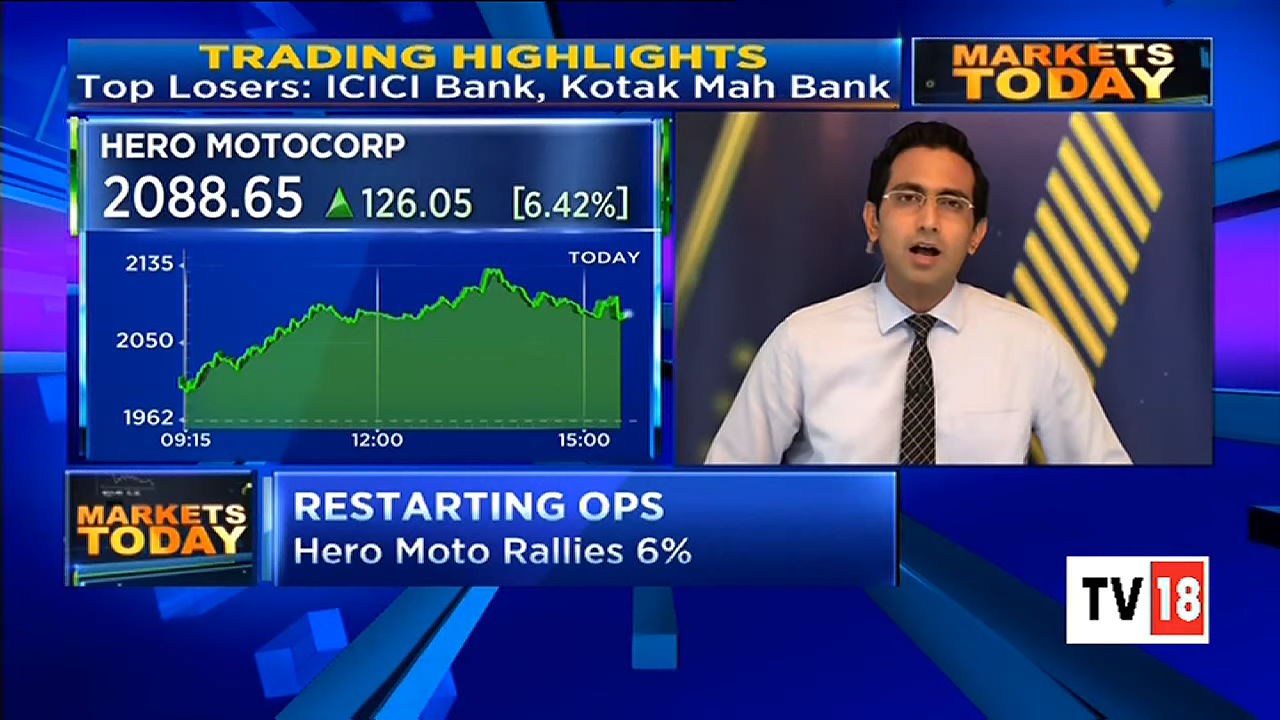 TRADING HIGHLIGHTS
Top Losers: ICICI Bank, Kotak Mah Bank
MARKETS
TODAY
HERO MOTOCORP
2088.65 ▲ 126.05 [6.42%]
TODAY
2135
2050
1962
09:15 12:00 15:00
MARKETS
TODAY
RESTARTING OPS
Hero Moto Rallies 6%
TV18